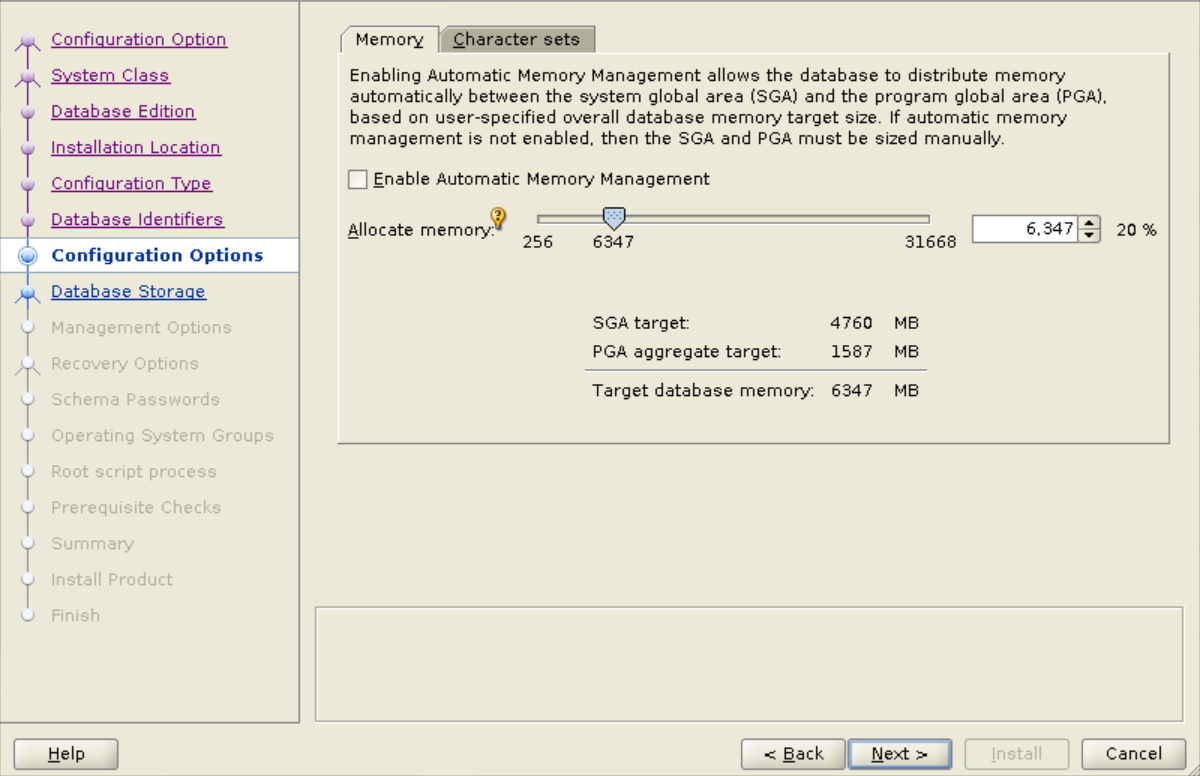 Configuration Option
System Class
Database Edition
Installation Location
Configuration Type
Database Identifiers
Configuration Options
Database Storage
Management Options
Recovery Options
Schema Passwords
Operating System Groups
Root script process
Prerequisite Checks
Summary
Install Product
Finish
Memory
Character sets
Enabling Automatic Memory Management allows the database to distribute memory
automatically between the system global area (SGA) and the program global area (PGA),
based on user-specified overall database memory target size. If automatic memory
management is not enabled, then the SGA and PGA must be sized manually.
Enable Automatic Memory Management
Allocate memory: ?
256 6347 31668
6,347 20 %
SGA target: 4760 MB
PGA aggregate target: 1587 MB
Target database memory: 6347 MB
Help
< Back
Next >
Install
Cancel